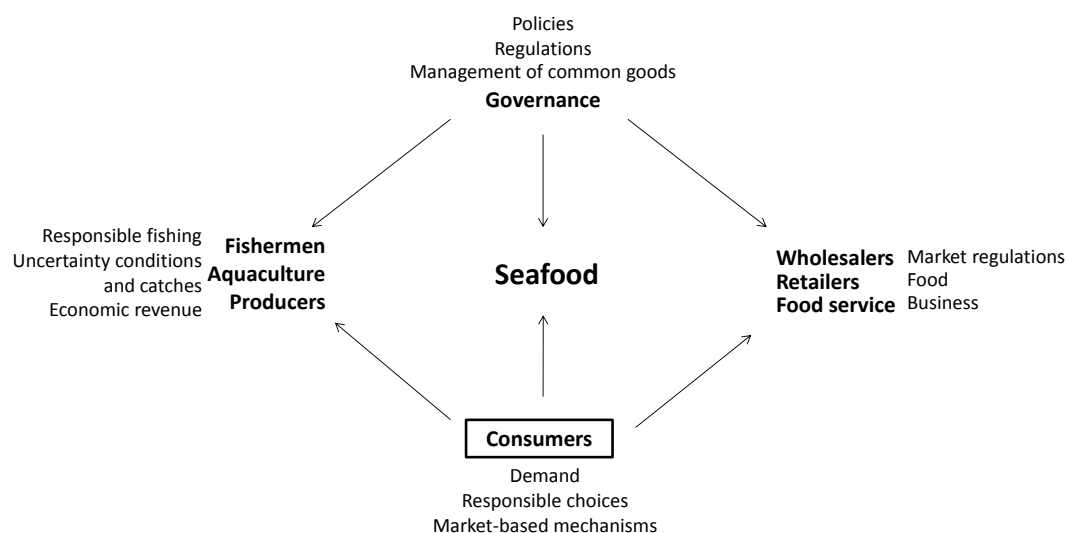 Policies
Regulations
Management of common goods
Governance
Responsible fishing
Uncertainty conditions
and catches
Economic revenue
Fishermen
Aquaculture
Producers
Seafood
Wholesalers
Retailers
Food service
Market regulations
Food
Business
Consumers
Demand
Responsible choices
Market-based mechanisms